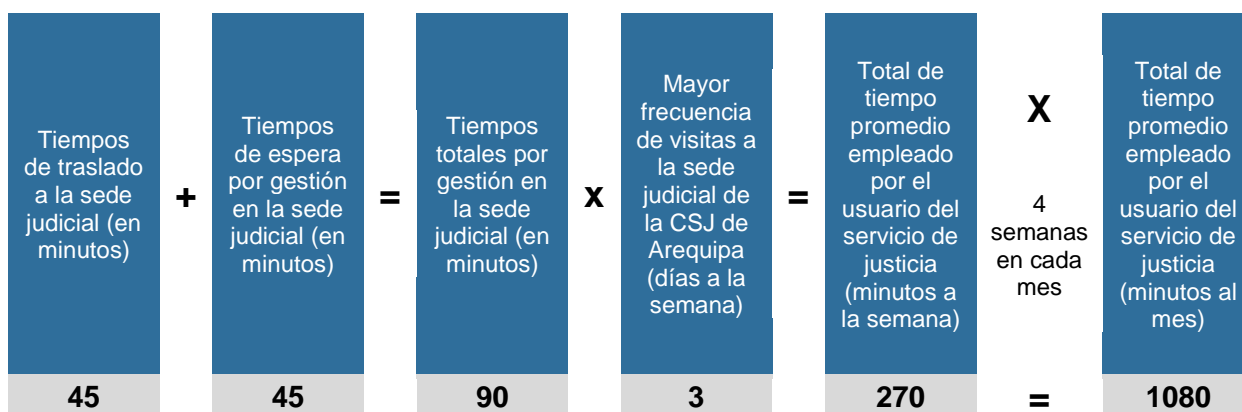 Tiempos
de traslado
a la sede
judicial (en
minutos)
+
Tiempos
de espera
por gestión
en la sede
judicial (en
minutos)
=
Tiempos
totales por
gestión en
la sede
judicial (en
minutos)
x
Mayor
frecuencia
de visitas a
la sede
judicial de
la CSJ de
Arequipa
(días a la
semana)
=
Total de
tiempo
promedio
empleado
por el
usuario del
servicio de
justicia
(minutos a
la semana)
X
4
semanas
en cada
mes
Total de
tiempo
promedio
empleado
por el
usuario del
servicio de
justicia
(minutos al
mes)
45 45 90 3 270 = 1080